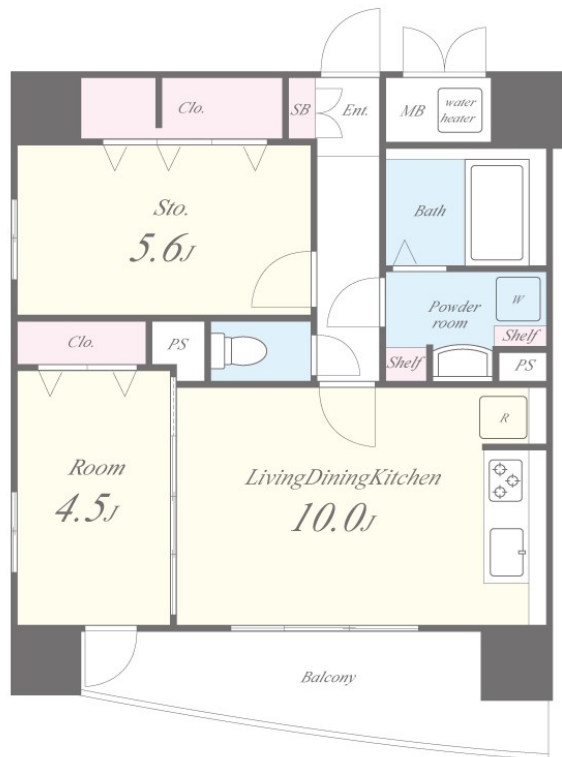 Clo.
SB
Ent.
MB
water
heater
Sto.
5.6J
Bath
Powder
room
W
Shelf
Clo.
PS
Shelf
PS
R
Room
4.5J
LivingDiningKitchen
10.0J
Balcony